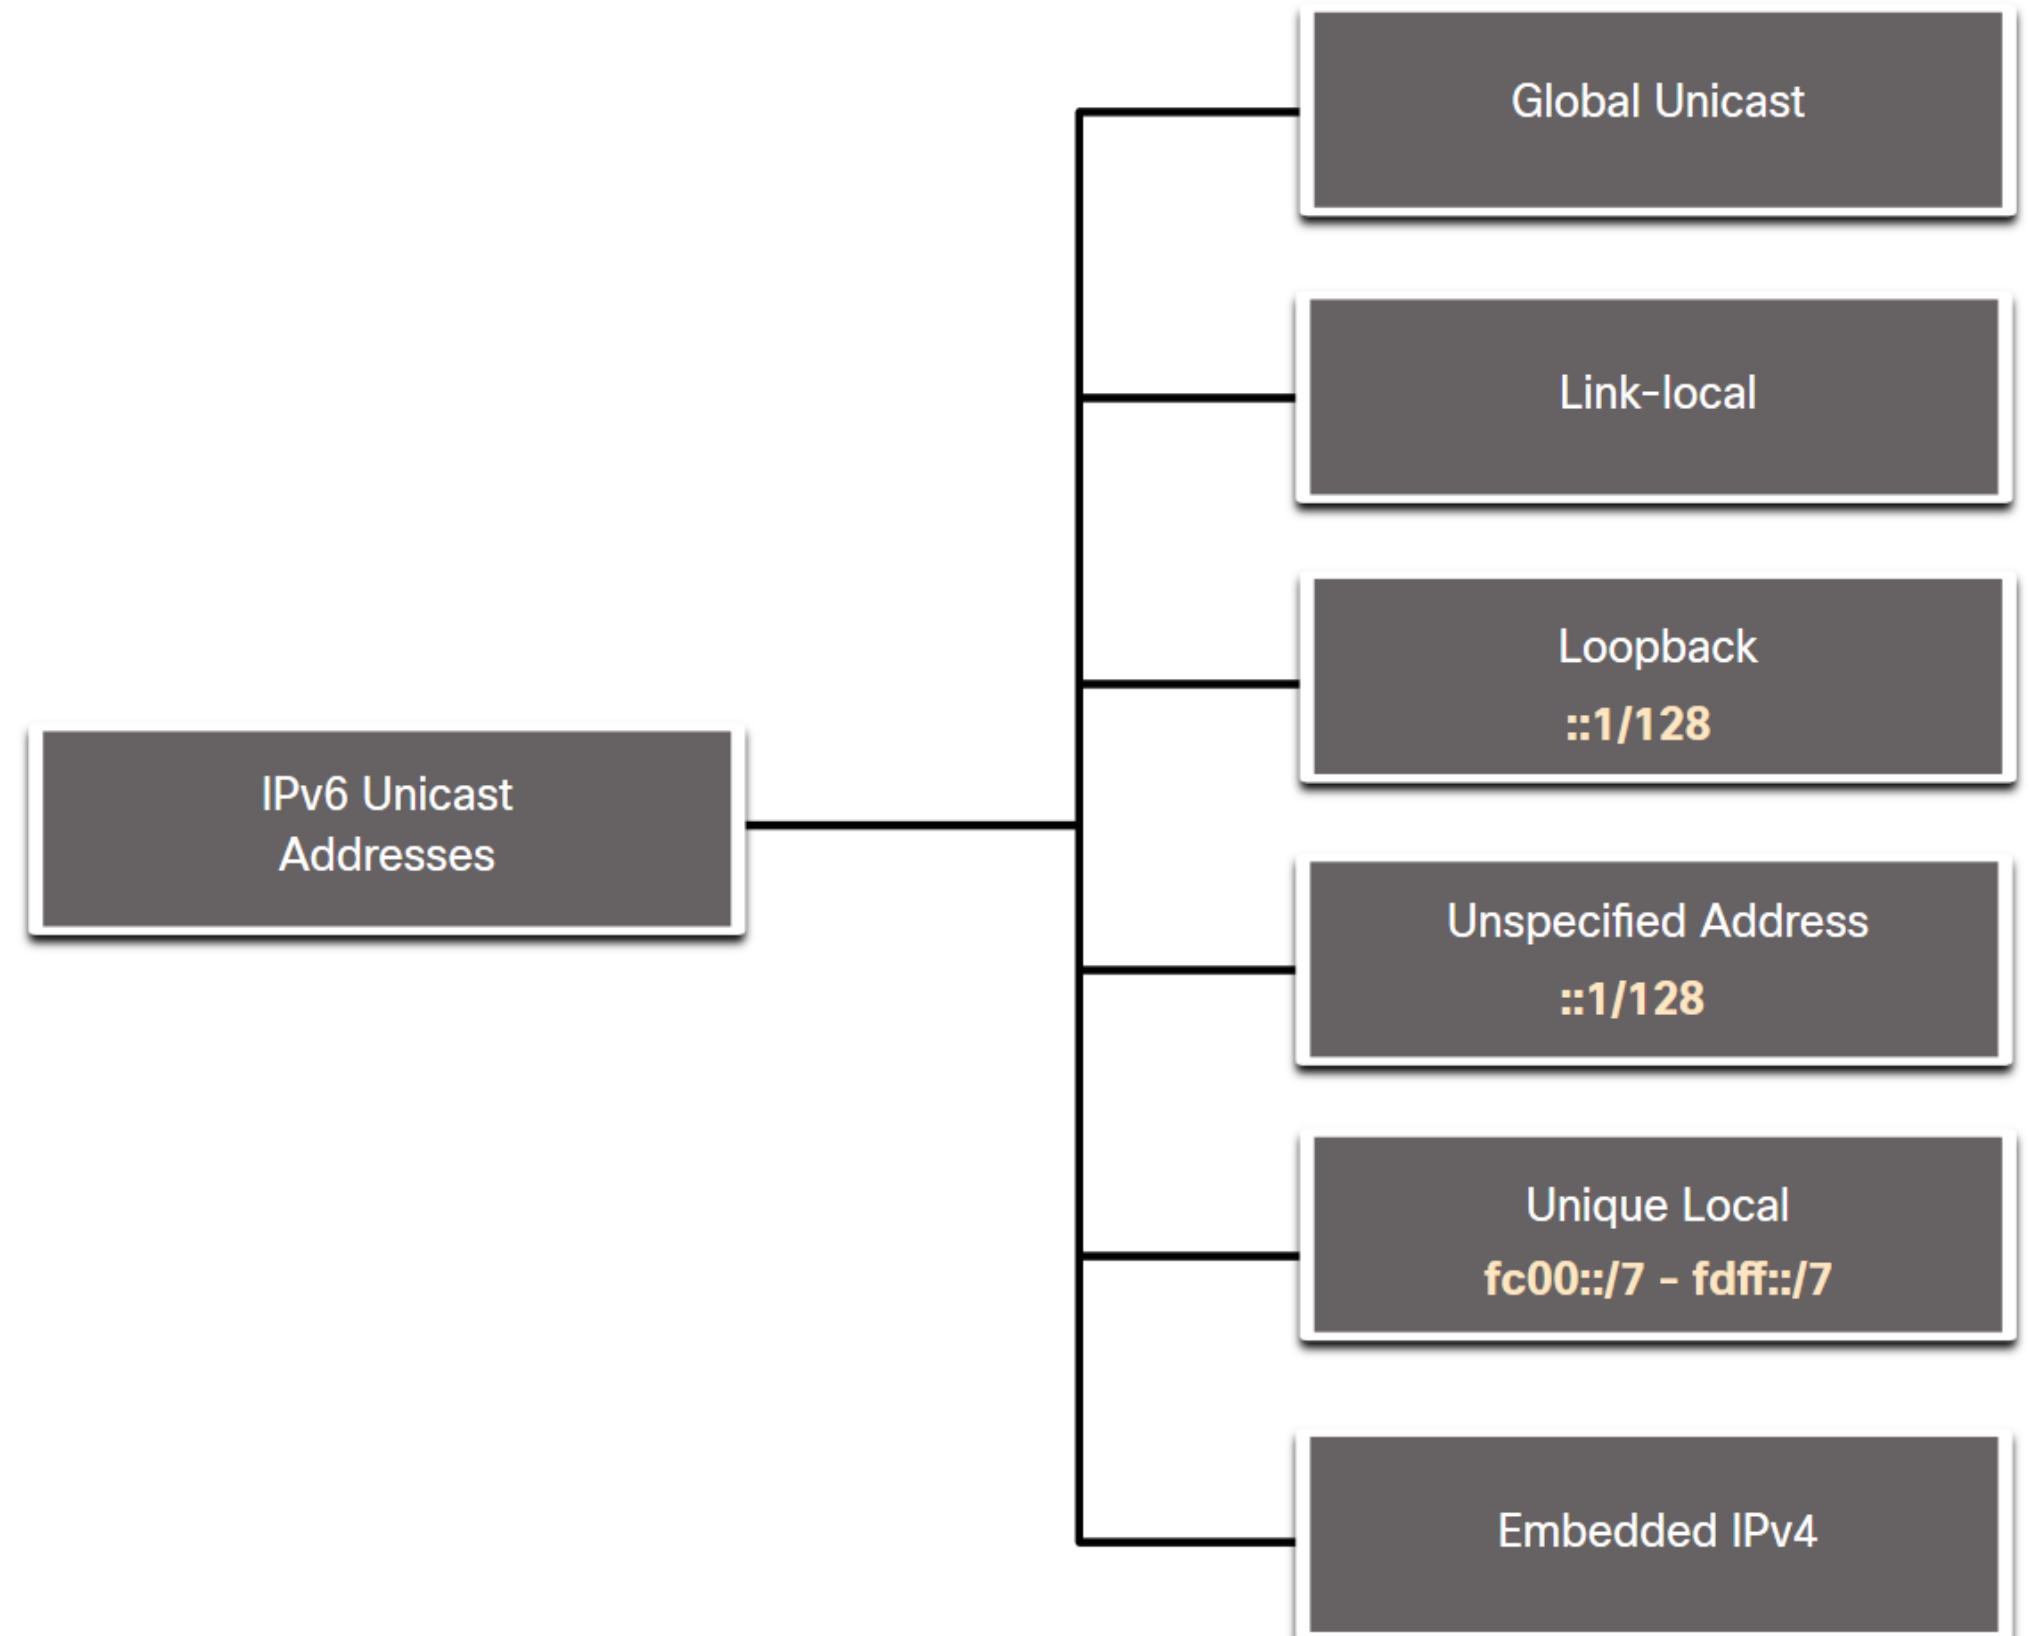 Global Unicast
Link-local
Loopback
::1/128
IPv6 Unicast
Addresses
Unspecified Address
::1/128
Unique Local
fc00::/7 - fdff::/7
Embedded IPv4